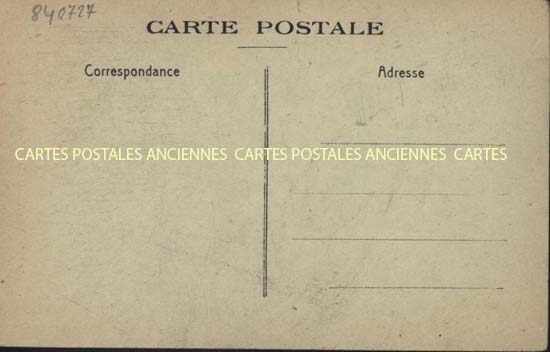 840727
CARTE POSTALE
Correspondance
Adresse
CARTES POSTALES ANCIENNES CARTES POSTALES ANCIENNES CARTES